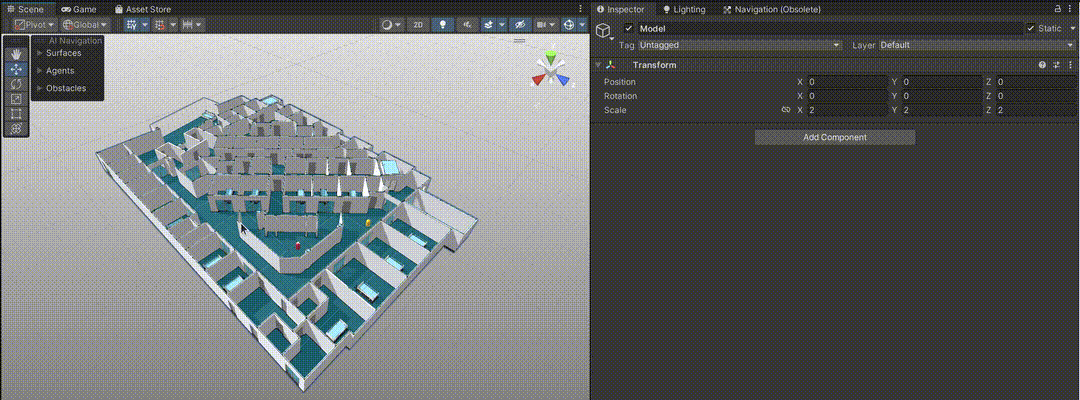 Scene Game Asset Store
Pivot Global 2D
AI Navigation
Surfaces
Agents
Obstacles
Inspector Lighting Navigation (Obsolete)
Model Static
Tag Untagged Layer Default
Transform
Position X 0 Y 0 Z 0
Rotation X 0 Y 0 Z 0
Scale X 2 Y 2 Z 2
Add Component